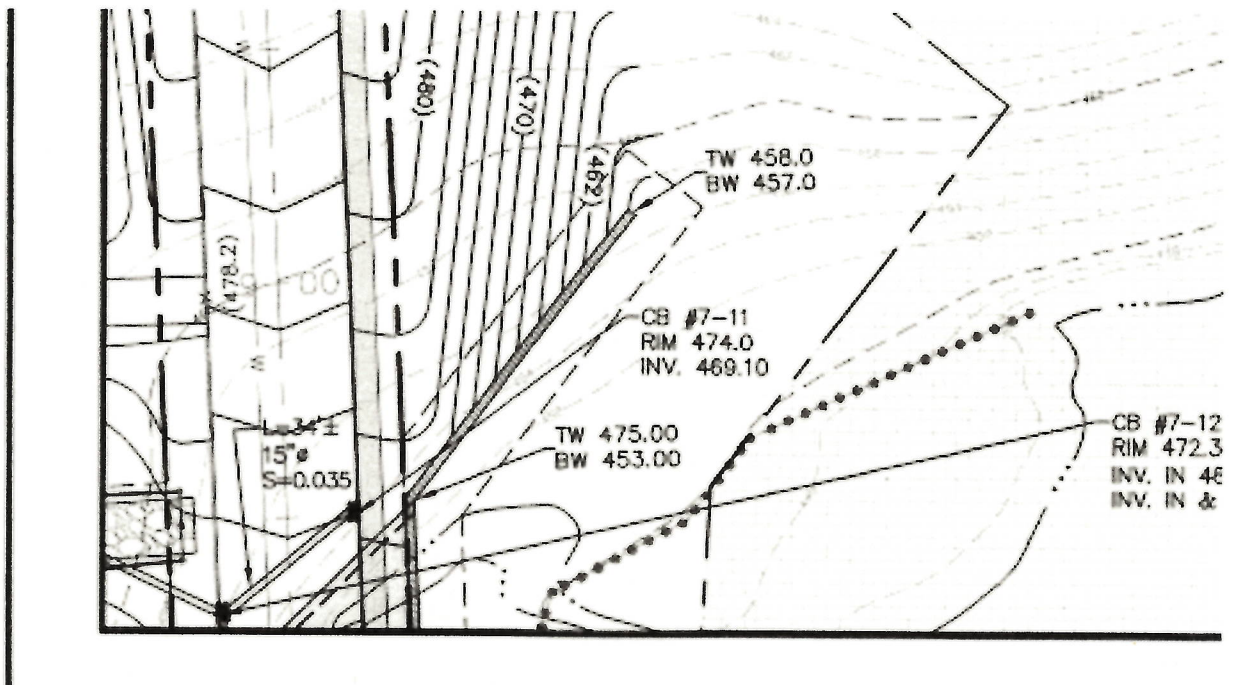 (480)
(470)
(462)
TW 458.0
BW 457.0
(478.2)
00
W
CB #7-11
RIM 474.0
INV. 469.10
TW 475.00
BW 453.00
L=34'±
15"ø
S=0.035
CB #7-12
RIM 472.3
INV. IN 46
INV. IN &